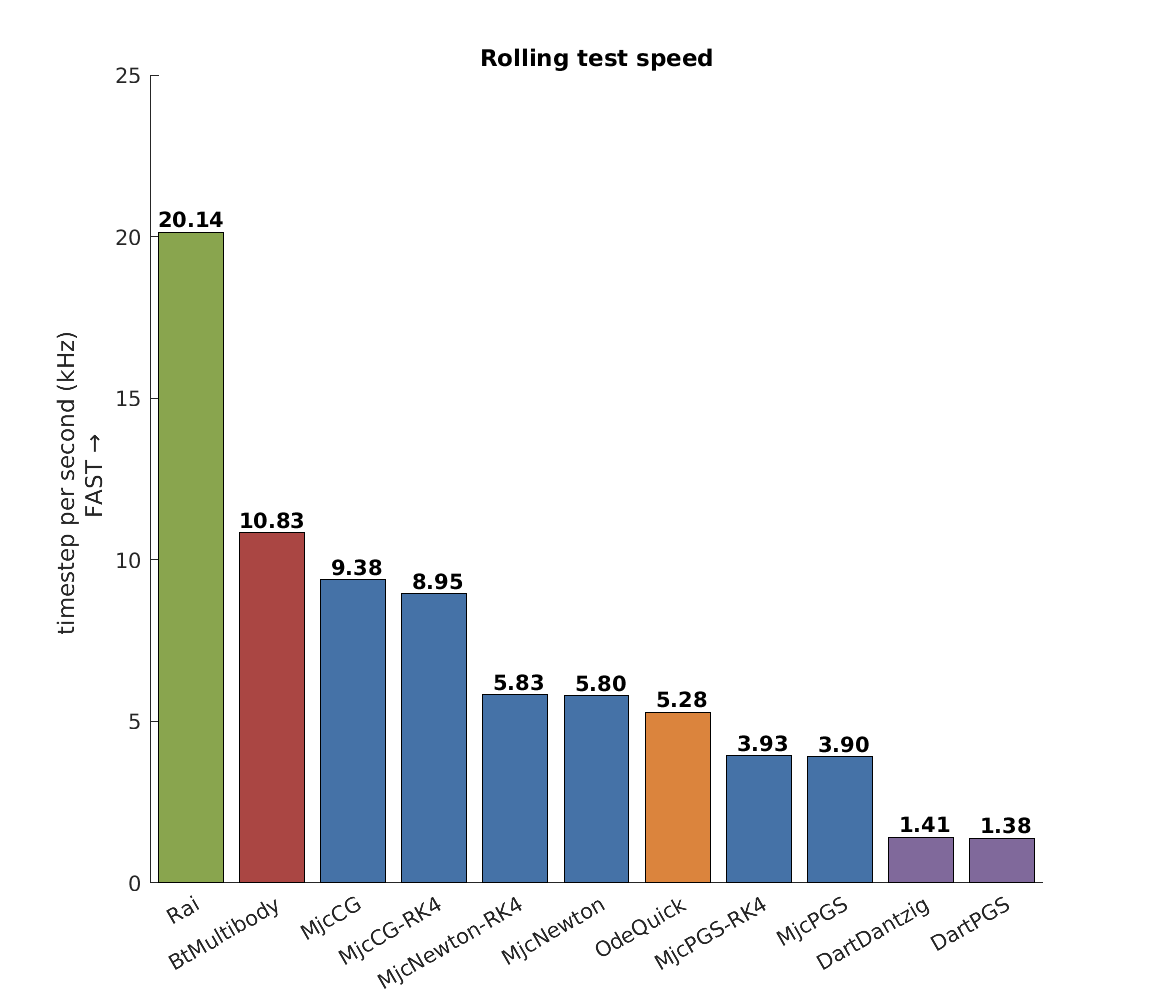 Rolling test speed
timestep per second (kHz)
FAST →
25
20
15
10
5
0
20.14
10.83
9.38
8.95
5.83
5.80
5.28
3.93
3.90
1.41
1.38
Rai
BtMultibody
MjcCG
MjcCG-RK4
MjcNewton-RK4
MjcNewton
OdeQuick
MjcPGS-RK4
MjcPGS
DartDantzig
DartPGS